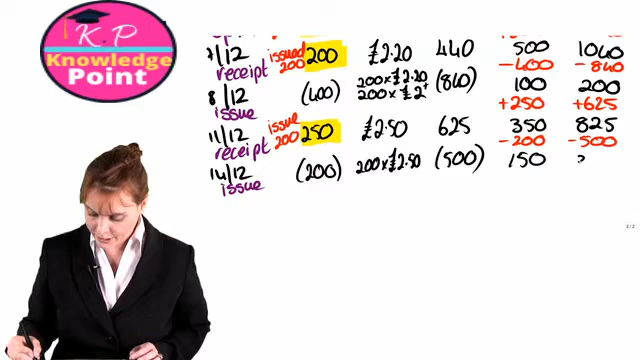 K.P
Knowledge
Point
7/12 issued 200 200 £2.20 440 500 1040
receipt -400 -840
8/12 (400) 200 x £2.20 (840) 100 200
issue 200 x £2 +250 +625
11/12 issue 200 250 £2.50 625 350 825
receipt -200 -500
14/12 (200) 200 x £2.50 (500) 150
issue
2/2